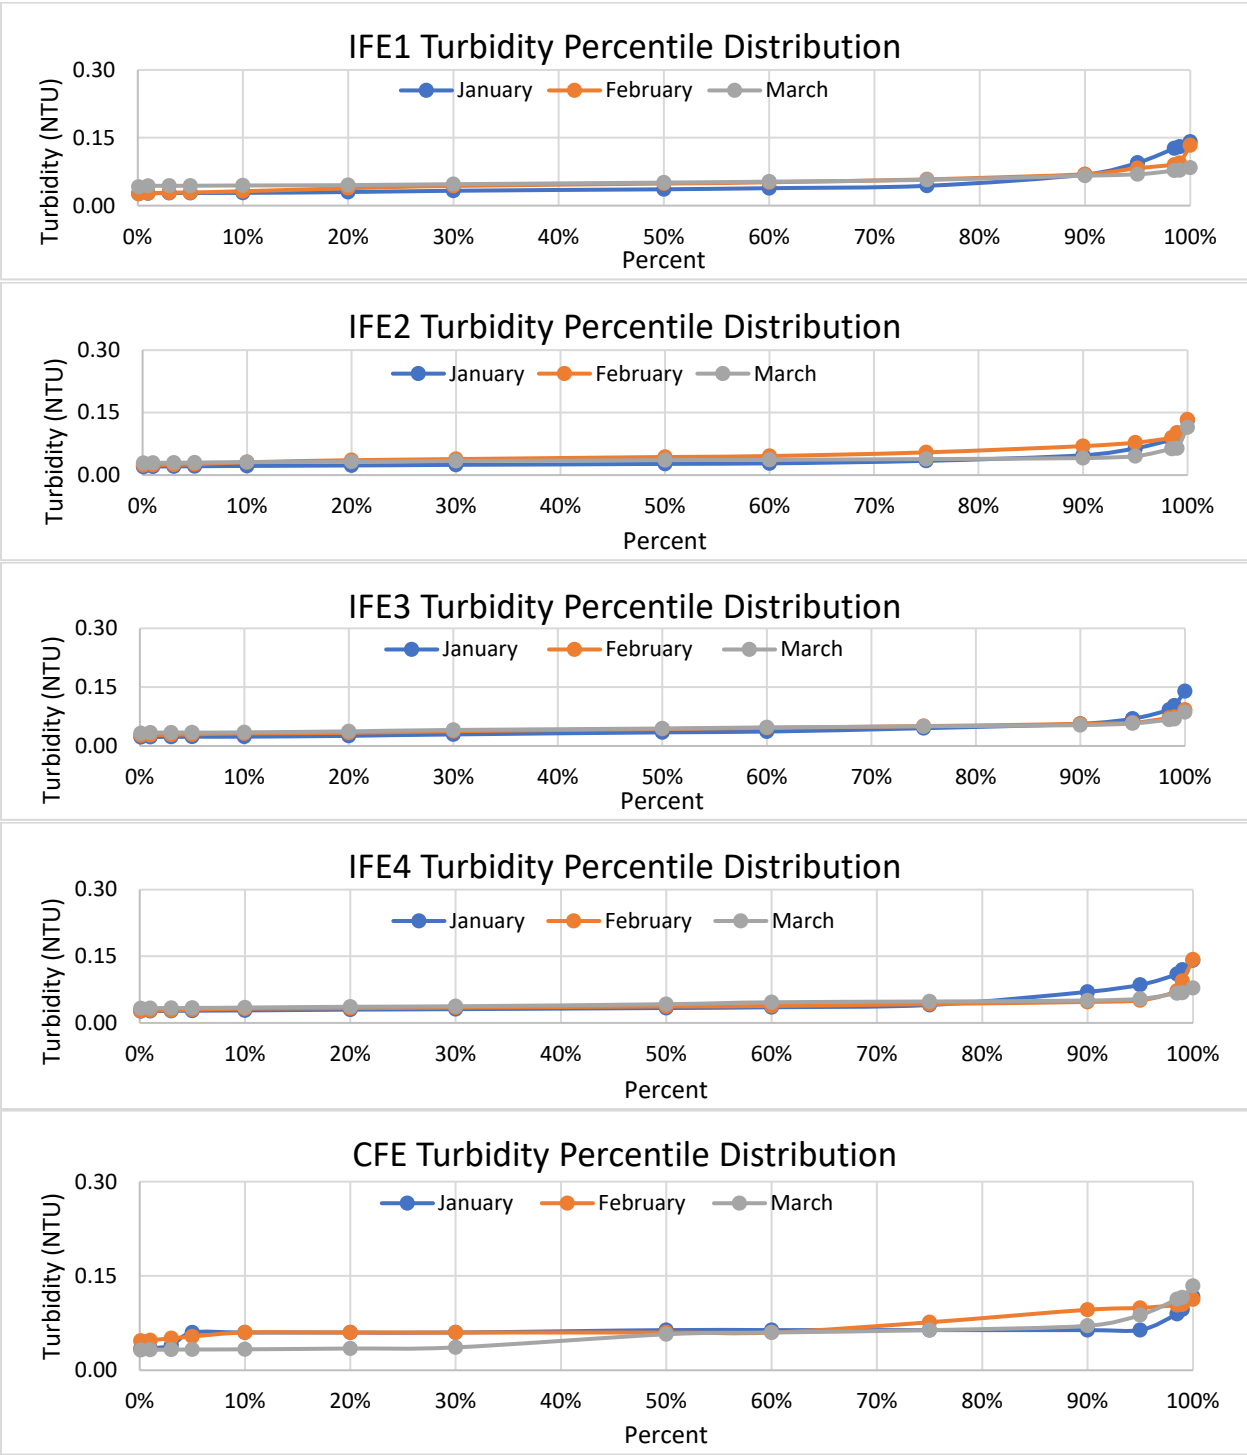 IFE1 Turbidity Percentile Distribution
January February March
Turbidity (NTU)
0.30
0.15
0.00
0% 10% 20% 30% 40% 50% 60% 70% 80% 90% 100%
Percent
IFE2 Turbidity Percentile Distribution
January February March
Turbidity (NTU)
0.30
0.15
0.00
0% 10% 20% 30% 40% 50% 60% 70% 80% 90% 100%
Percent
IFE3 Turbidity Percentile Distribution
January February March
Turbidity (NTU)
0.30
0.15
0.00
0% 10% 20% 30% 40% 50% 60% 70% 80% 90% 100%
Percent
IFE4 Turbidity Percentile Distribution
January February March
Turbidity (NTU)
0.30
0.15
0.00
0% 10% 20% 30% 40% 50% 60% 70% 80% 90% 100%
Percent
CFE Turbidity Percentile Distribution
January February March
Turbidity (NTU)
0.30
0.15
0.00
0% 10% 20% 30% 40% 50% 60% 70% 80% 90% 100%
Percent